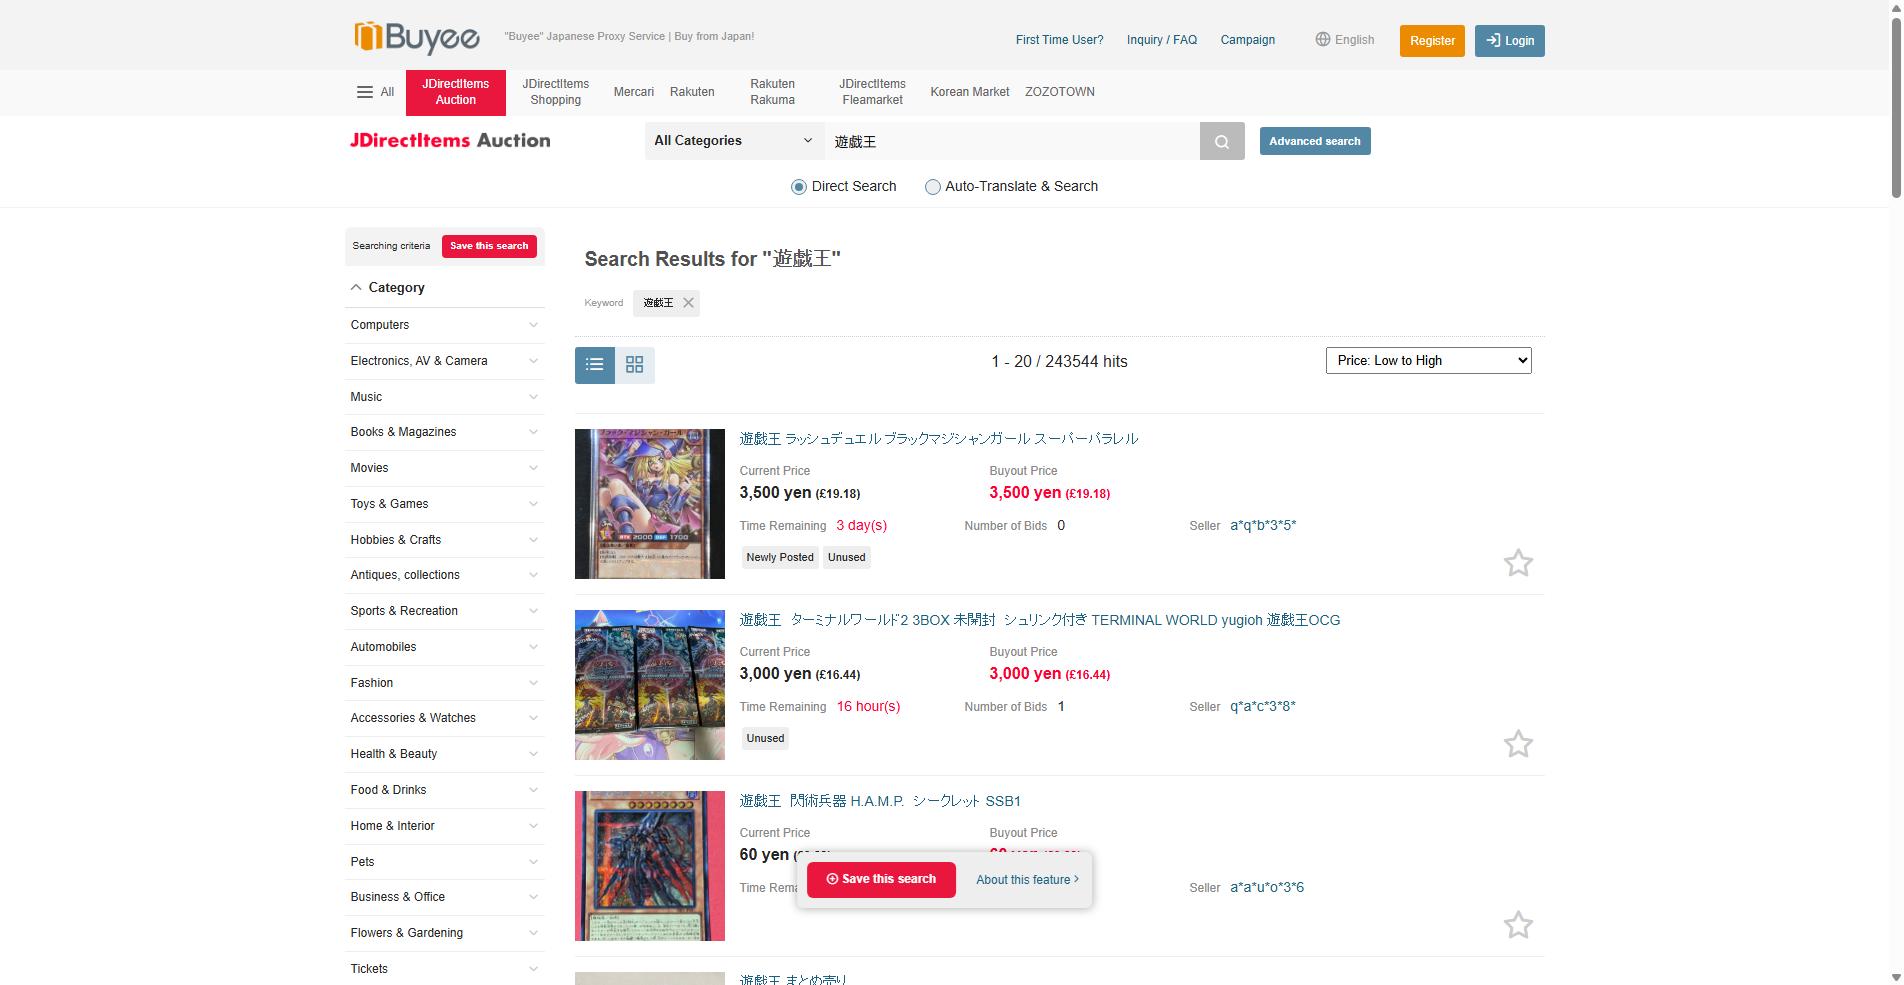 Buyee
"Buyee" Japanese Proxy Service | Buy from Japan!
First Time User?
Inquiry / FAQ
Campaign
English
Register
Login
All
JDirectItems
Auction
JDirectItems
Shopping
Mercari
Rakuten
Rakuten
Rakuma
JDirectItems
Fleamarket
Korean Market
ZOZOTOWN
JDirectItems Auction
All Categories
遊戯王
Advanced search
Direct Search
Auto-Translate & Search
Searching criteria
Save this search
Category
Computers
Electronics, AV & Camera
Music
Books & Magazines
Movies
Toys & Games
Hobbies & Crafts
Antiques, collections
Sports & Recreation
Automobiles
Fashion
Accessories & Watches
Health & Beauty
Food & Drinks
Home & Interior
Pets
Business & Office
Flowers & Gardening
Tickets
Search Results for "遊戯王"
Keyword
遊戯王
1 - 20 / 243544 hits
Price: Low to High
遊戯王 ラッシュデュエル ブラックマジシャンガール スーパーパラレル
Current Price
Buyout Price
3,500 yen (£19.18)
3,500 yen (£19.18)
Time Remaining 3 day(s)
Number of Bids 0
Seller a*q*b*3*5*
Newly Posted
Unused
遊戯王 ターミナルワールド2 3BOX 未開封 シュリンク付き TERMINAL WORLD yugioh 遊戯王OCG
Current Price
Buyout Price
3,000 yen (£16.44)
3,000 yen (£16.44)
Time Remaining 16 hour(s)
Number of Bids 1
Seller q*a*c*3*8*
Unused
遊戯王 閃術兵器 H.A.M.P. シークレット SSB1
Current Price
Buyout Price
60 yen
60 yen
Time
Seller a*a*u*o*3*6
Save this search
About this feature
遊戯王 まとめ売り